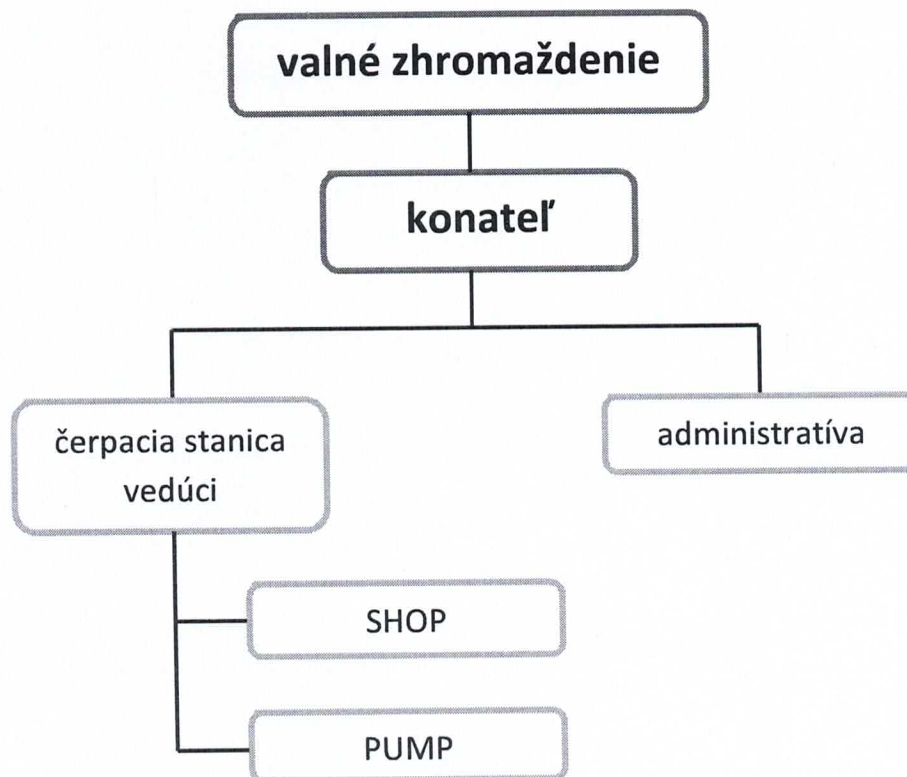 valné zhromaždenie
konateľ
čerpacia stanica
vedúci
administratíva
SHOP
PUMP